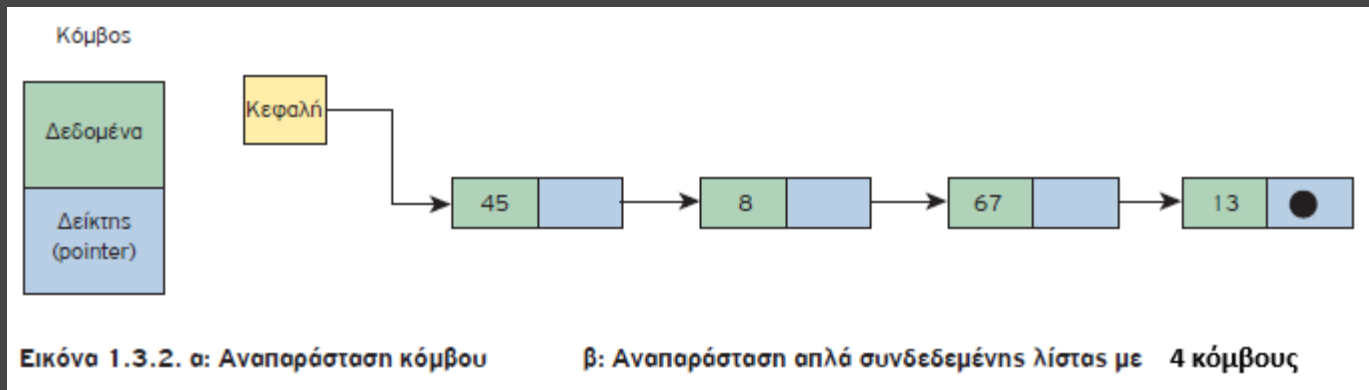 Κόμβος
Δεδομένα
Δείκτης
(pointer)
Κεφαλή
45
8
67
13
Εικόνα 1.3.2. α: Αναπαράσταση κόμβου
β: Αναπαράσταση απλά συνδεδεμένης λίστας με 4 κόμβους